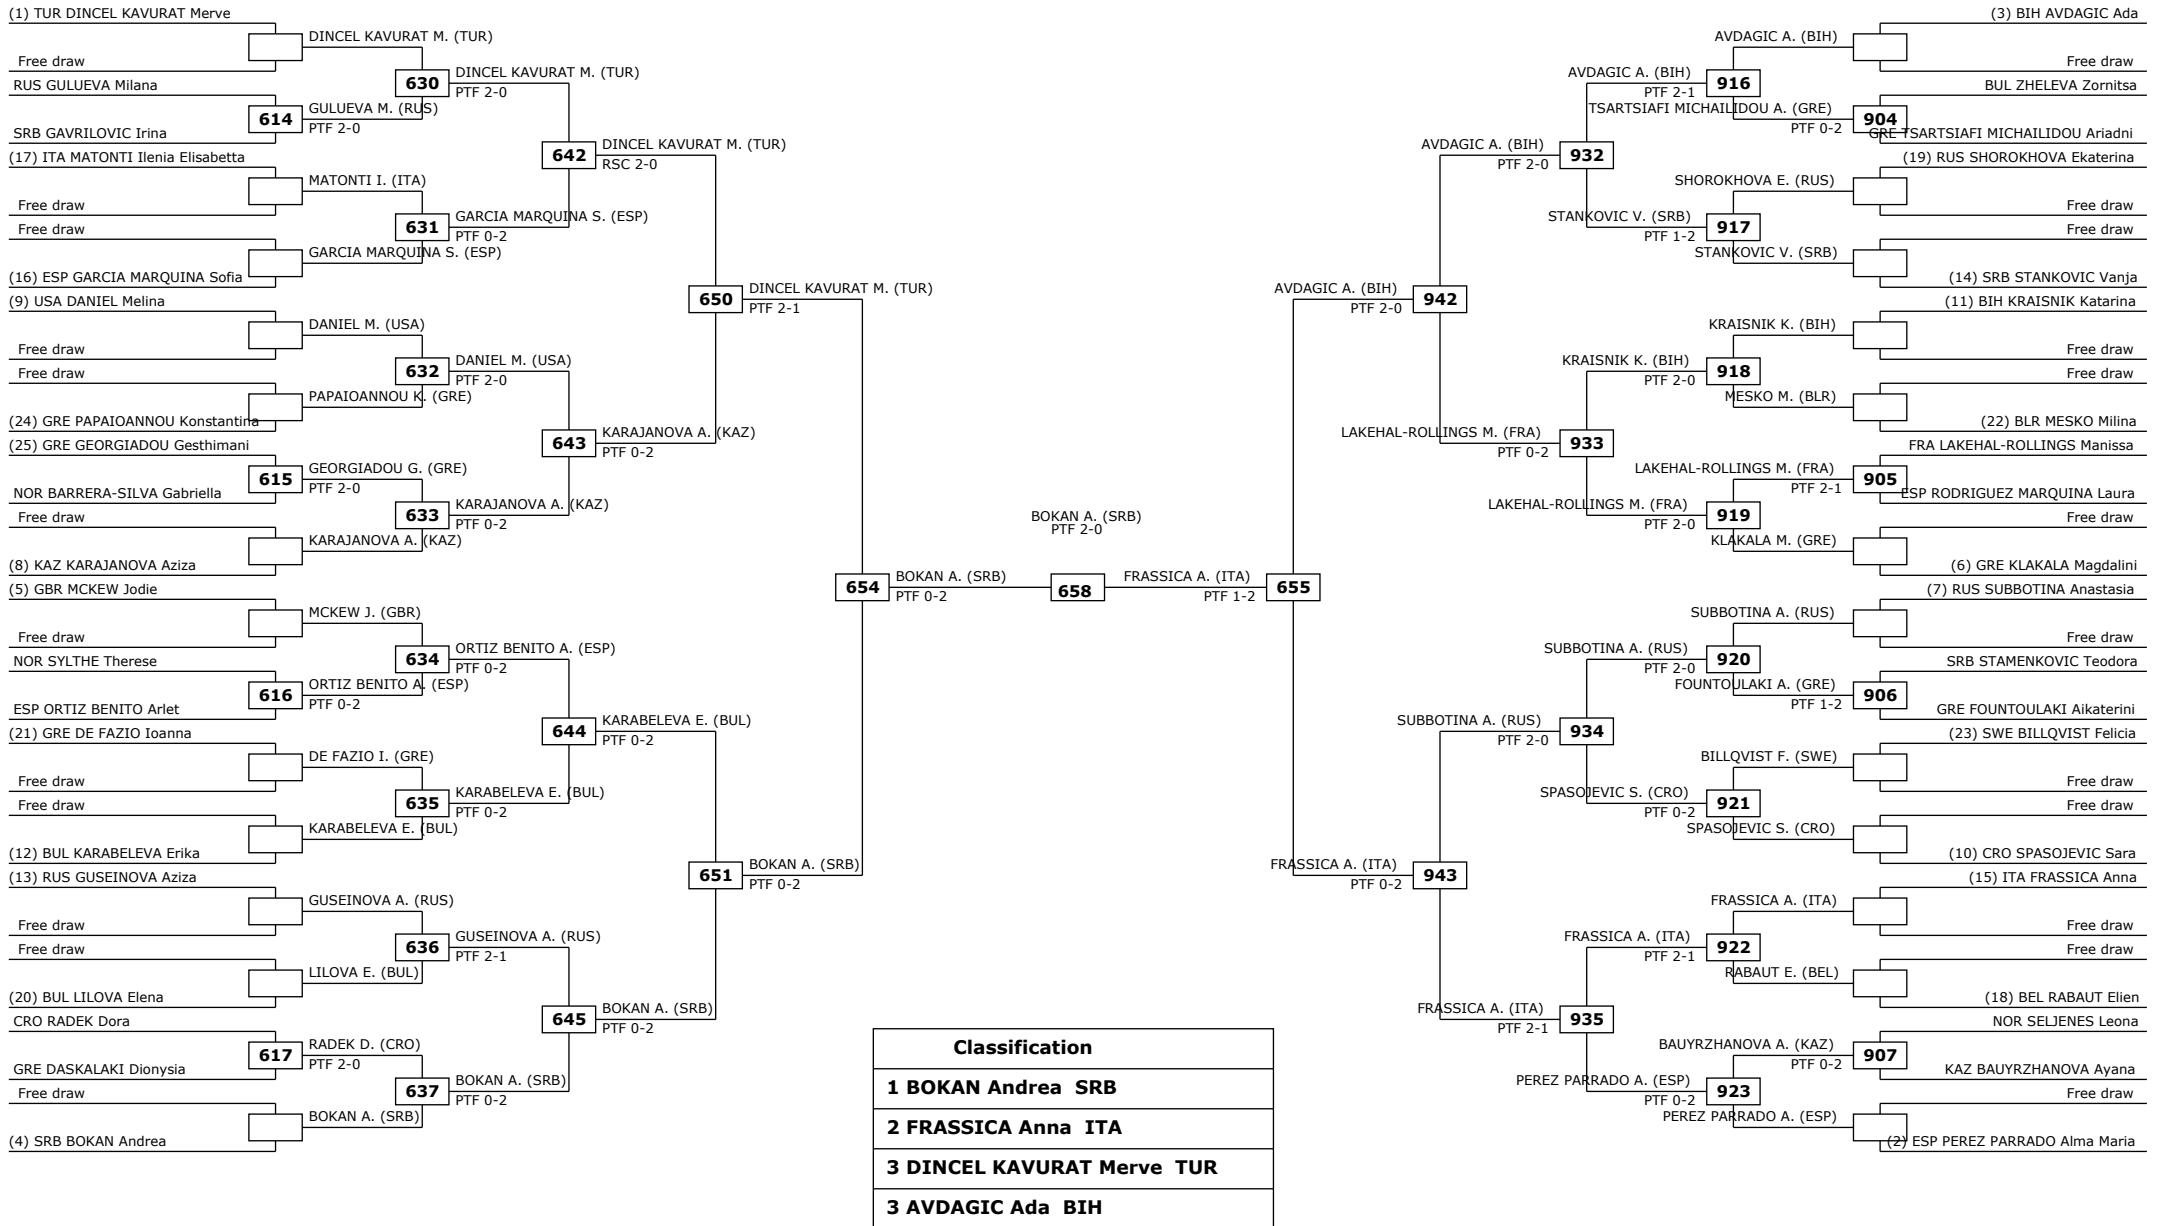 (1) TUR DINCEL KAVURAT Merve
DINCEL KAVURAT M. (TUR)
Free draw
630
DINCEL KAVURAT M. (TUR)
PTF 2-0
RUS GULUEVA Milana
614
GULUEVA M. (RUS)
PTF 2-0
SRB GAVRILOVIC Irina
642
DINCEL KAVURAT M. (TUR)
RSC 2-0
(17) ITA MATONTI Ilenia Elisabetta
MATONTI I. (ITA)
Free draw
631
GARCIA MARQUINA S. (ESP)
PTF 0-2
Free draw
GARCIA MARQUINA S. (ESP)
(16) ESP GARCIA MARQUINA Sofia
650
DINCEL KAVURAT M. (TUR)
PTF 2-1
(9) USA DANIEL Melina
DANIEL M. (USA)
Free draw
632
DANIEL M. (USA)
PTF 2-0
Free draw
PAPAIOANNOU K. (GRE)
(24) GRE PAPAIOANNOU Konstantina
643
KARAJANOVA A. (KAZ)
PTF 0-2
(25) GRE GEORGIADOU Gesthimani
615
GEORGIADOU G. (GRE)
PTF 2-0
NOR BARRERA-SILVA Gabriella
633
KARAJANOVA A. (KAZ)
PTF 0-2
Free draw
KARAJANOVA A. (KAZ)
(8) KAZ KARAJANOVA Aziza
654
BOKAN A. (SRB)
PTF 0-2
(5) GBR MCKEW Jodie
MCKEW J. (GBR)
Free draw
634
ORTIZ BENITO A. (ESP)
PTF 0-2
NOR SYLTHE Therese
616
ORTIZ BENITO A. (ESP)
PTF 0-2
ESP ORTIZ BENITO Arlet
644
KARABELEVA E. (BUL)
PTF 0-2
(21) GRE DE FAZIO Ioanna
DE FAZIO I. (GRE)
Free draw
635
KARABELEVA E. (BUL)
PTF 0-2
Free draw
KARABELEVA E. (BUL)
(12) BUL KARABELEVA Erika
651
BOKAN A. (SRB)
PTF 0-2
(13) RUS GUSEINOVA Aziza
GUSEINOVA A. (RUS)
Free draw
636
GUSEINOVA A. (RUS)
PTF 2-1
Free draw
LILOVA E. (BUL)
(20) BUL LILOVA Elena
645
BOKAN A. (SRB)
PTF 0-2
CRO RADEK Dora
617
RADEK D. (CRO)
PTF 2-0
GRE DASKALAKI Dionysia
637
BOKAN A. (SRB)
PTF 0-2
Free draw
BOKAN A. (SRB)
(4) SRB BOKAN Andrea
BOKAN A. (SRB)
PTF 2-0
658
(3) BIH AVDAGIC Ada
AVDAGIC A. (BIH)
Free draw
AVDAGIC A. (BIH)
PTF 2-1
916
BUL ZHELEVA Zornitsa
TSARTSIAFI MICHAILIDOU A. (GRE)
PTF 0-2
904
GRE TSARTSIAFI MICHAILIDOU Ariadni
AVDAGIC A. (BIH)
PTF 2-0
932
(19) RUS SHOROKHOVA Ekaterina
SHOROKHOVA E. (RUS)
Free draw
STANKOVIC V. (SRB)
PTF 1-2
917
Free draw
STANKOVIC V. (SRB)
(14) SRB STANKOVIC Vanja
AVDAGIC A. (BIH)
PTF 2-0
942
(11) BIH KRAISNIK Katarina
KRAISNIK K. (BIH)
Free draw
KRAISNIK K. (BIH)
PTF 2-0
918
Free draw
MESKO M. (BLR)
(22) BLR MESKO Milina
LAKEHAL-ROLLINGS M. (FRA)
PTF 0-2
933
FRA LAKEHAL-ROLLINGS Manissa
LAKEHAL-ROLLINGS M. (FRA)
PTF 2-1
905
ESP RODRIGUEZ MARQUINA Laura
LAKEHAL-ROLLINGS M. (FRA)
PTF 2-0
919
Free draw
KLAKALA M. (GRE)
(6) GRE KLAKALA Magdalini
FRASSICA A. (ITA)
PTF 1-2
655
(7) RUS SUBBOTINA Anastasia
SUBBOTINA A. (RUS)
Free draw
SUBBOTINA A. (RUS)
PTF 2-0
920
SRB STAMENKOVIC Teodora
FOUNTOULAKI A. (GRE)
PTF 1-2
906
GRE FOUNTOULAKI Aikaterini
SUBBOTINA A. (RUS)
PTF 2-0
934
(23) SWE BILLQVIST Felicia
BILLQVIST F. (SWE)
Free draw
SPASOJEVIC S. (CRO)
PTF 0-2
921
Free draw
SPASOJEVIC S. (CRO)
(10) CRO SPASOJEVIC Sara
FRASSICA A. (ITA)
PTF 0-2
943
(15) ITA FRASSICA Anna
FRASSICA A. (ITA)
Free draw
FRASSICA A. (ITA)
PTF 2-1
922
Free draw
RABAUT E. (BEL)
(18) BEL RABAUT Elien
FRASSICA A. (ITA)
PTF 2-1
935
NOR SELJENES Leona
BAUYRZHANOVA A. (KAZ)
PTF 0-2
907
KAZ BAUYRZHANOVA Ayana
PEREZ PARRADO A. (ESP)
PTF 0-2
923
Free draw
PEREZ PARRADO A. (ESP)
(2) ESP PEREZ PARRADO Alma Maria
Classification
1 BOKAN Andrea SRB
2 FRASSICA Anna ITA
3 DINCEL KAVURAT Merve TUR
3 AVDAGIC Ada BIH